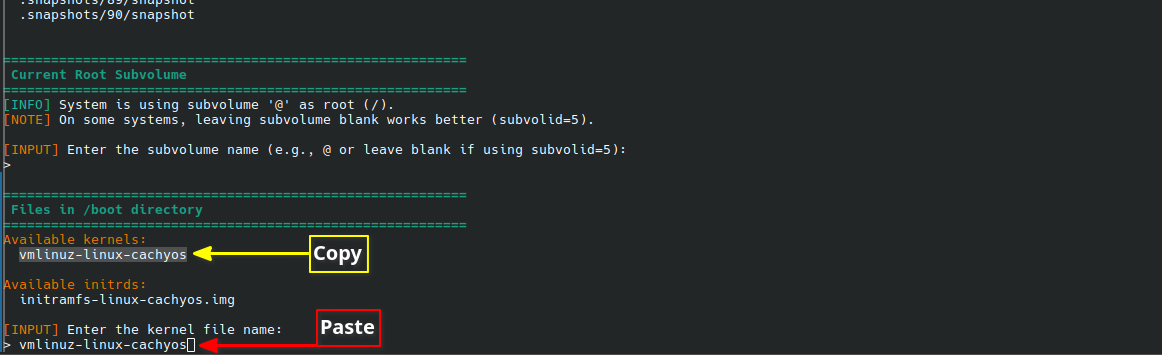 .snapshots/89/snapshot
.snapshots/90/snapshot
=========================================================
Current Root Subvolume
=========================================================
[INFO] System is using subvolume '@' as root (/).
[NOTE] On some systems, leaving subvolume blank works better (subvolid=5).
[INPUT] Enter the subvolume name (e.g., @ or leave blank if using subvolid=5):
>
=========================================================
Files in /boot directory
=========================================================
Available kernels:
vmlinuz-linux-cachyos
Copy
Available initrds:
initramfs-linux-cachyos.img
[INPUT] Enter the kernel file name:
Paste
> vmlinuz-linux-cachyos